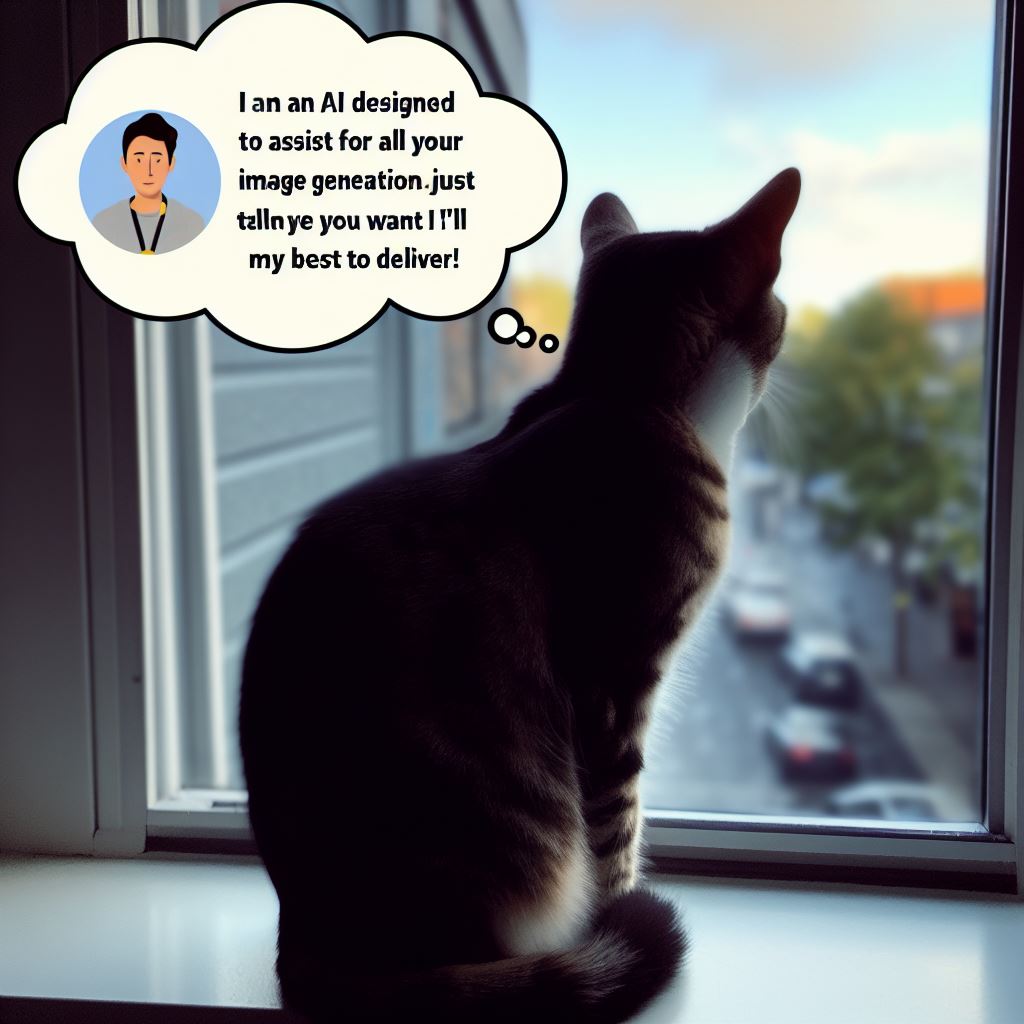 I an an AI designed
to assist for all your
image geneation.just
tzllnye you want I I'll
my best to deliver!